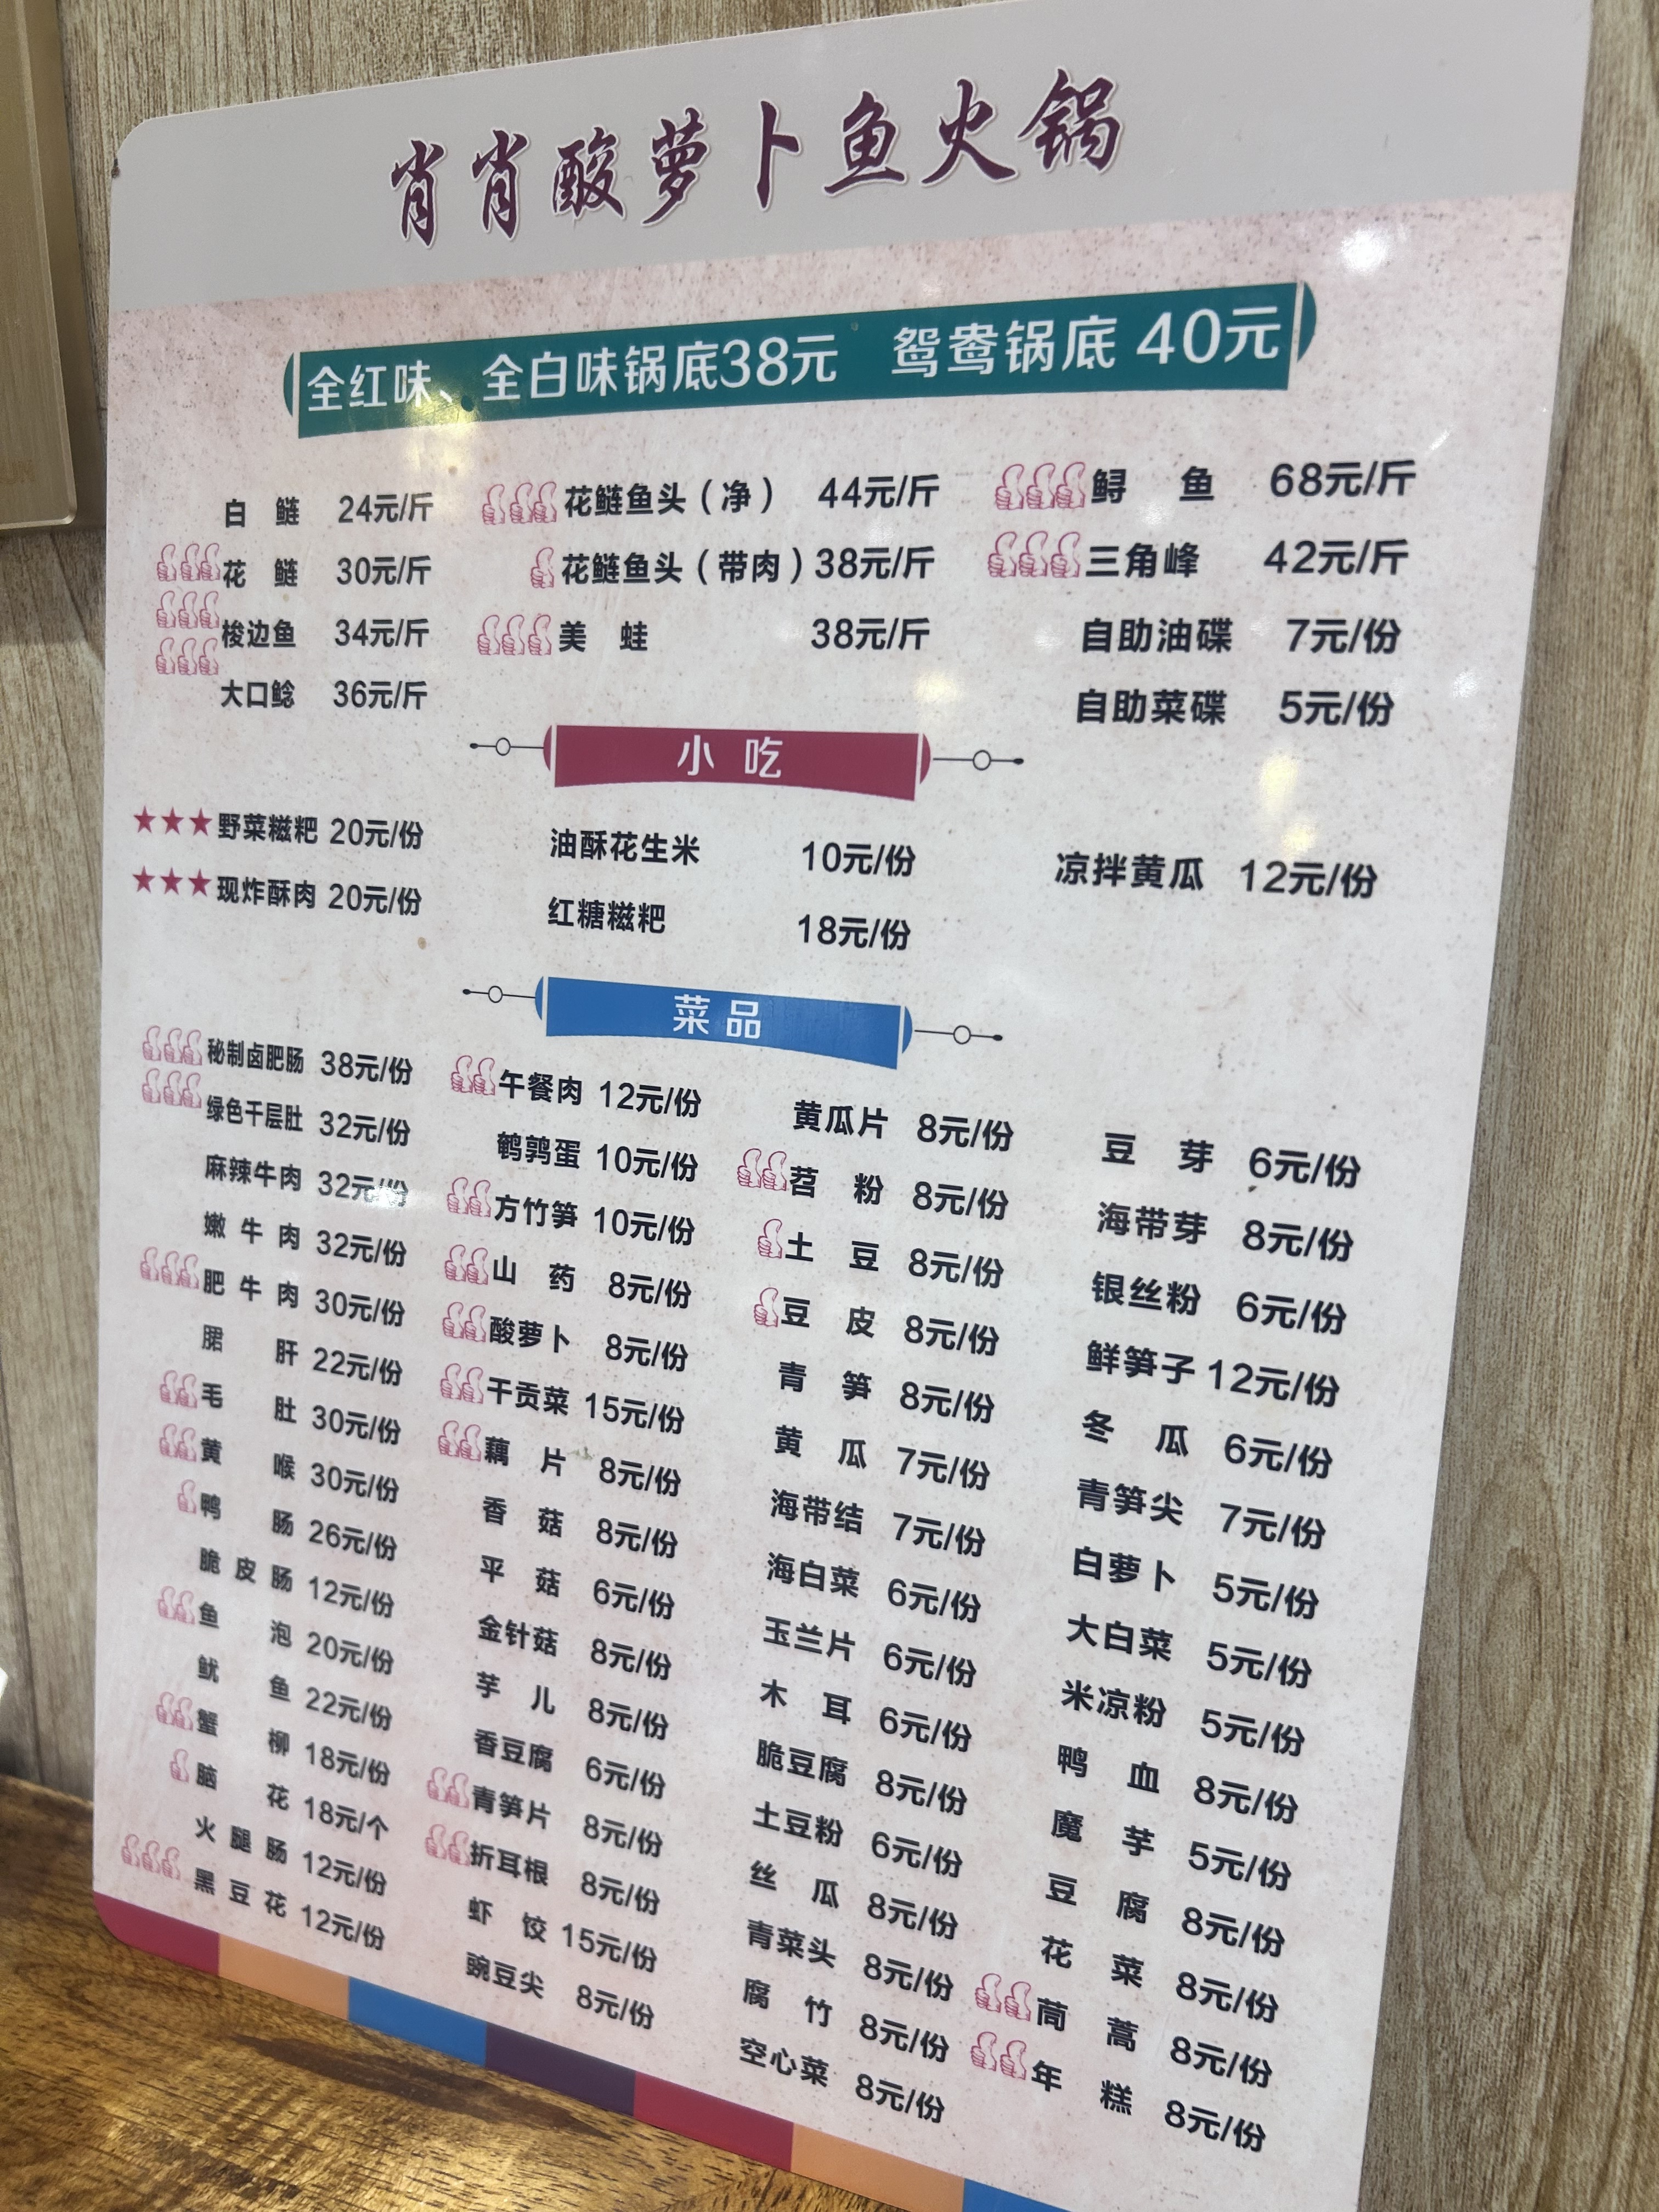 肖肖酸萝卜鱼火锅
全红味、全白味锅底38元 鸳鸯锅底 40元
白鲢 24元/斤
花鲢 30元/斤
梭边鱼 34元/斤
大口鲶 36元/斤
花鲢鱼头(净) 44元/斤
花鲢鱼头(带肉) 38元/斤
美蛙 38元/斤
鲟鱼 68元/斤
三角峰 42元/斤
自助油碟 7元/份
自助菜碟 5元/份
小吃
★★★野菜糍粑 20元/份
★★★现炸酥肉 20元/份
油酥花生米 10元/份
红糖糍粑 18元/份
凉拌黄瓜 12元/份
菜品
秘制卤肥肠 38元/份
绿色千层肚 32元/份
麻辣牛肉 32元/份
嫩牛肉 32元/份
肥牛肉 30元/份
腒肝 22元/份
毛肚 30元/份
黄喉 30元/份
鸭肠 26元/份
脆皮肠 12元/份
鱼泡 20元/份
鱿鱼 22元/份
蟹柳 18元/份
脑花 18元/个
火腿肠 12元/份
黑豆花 12元/份
午餐肉 12元/份
鹌鹑蛋 10元/份
方竹笋 10元/份
山药 8元/份
酸萝卜 8元/份
干贡菜 15元/份
藕片 8元/份
香菇 8元/份
平菇 6元/份
金针菇 8元/份
芋儿 8元/份
香豆腐 6元/份
青笋片 8元/份
折耳根 8元/份
虾饺 15元/份
豌豆尖 8元/份
黄瓜片 8元/份
苕粉 8元/份
土豆 8元/份
豆皮 8元/份
青笋 8元/份
黄瓜 7元/份
海带结 7元/份
海白菜 6元/份
玉兰片 6元/份
木耳 6元/份
脆豆腐 8元/份
土豆粉 6元/份
丝瓜 8元/份
青菜头 8元/份
腐竹 8元/份
空心菜 8元/份
豆芽 6元/份
海带芽 8元/份
银丝粉 6元/份
鲜笋子 12元/份
冬瓜 6元/份
青笋尖 7元/份
白萝卜 5元/份
大白菜 5元/份
米凉粉 5元/份
鸭血 8元/份
魔芋 5元/份
豆腐 8元/份
花菜 8元/份
茼蒿 8元/份
年糕 8元/份